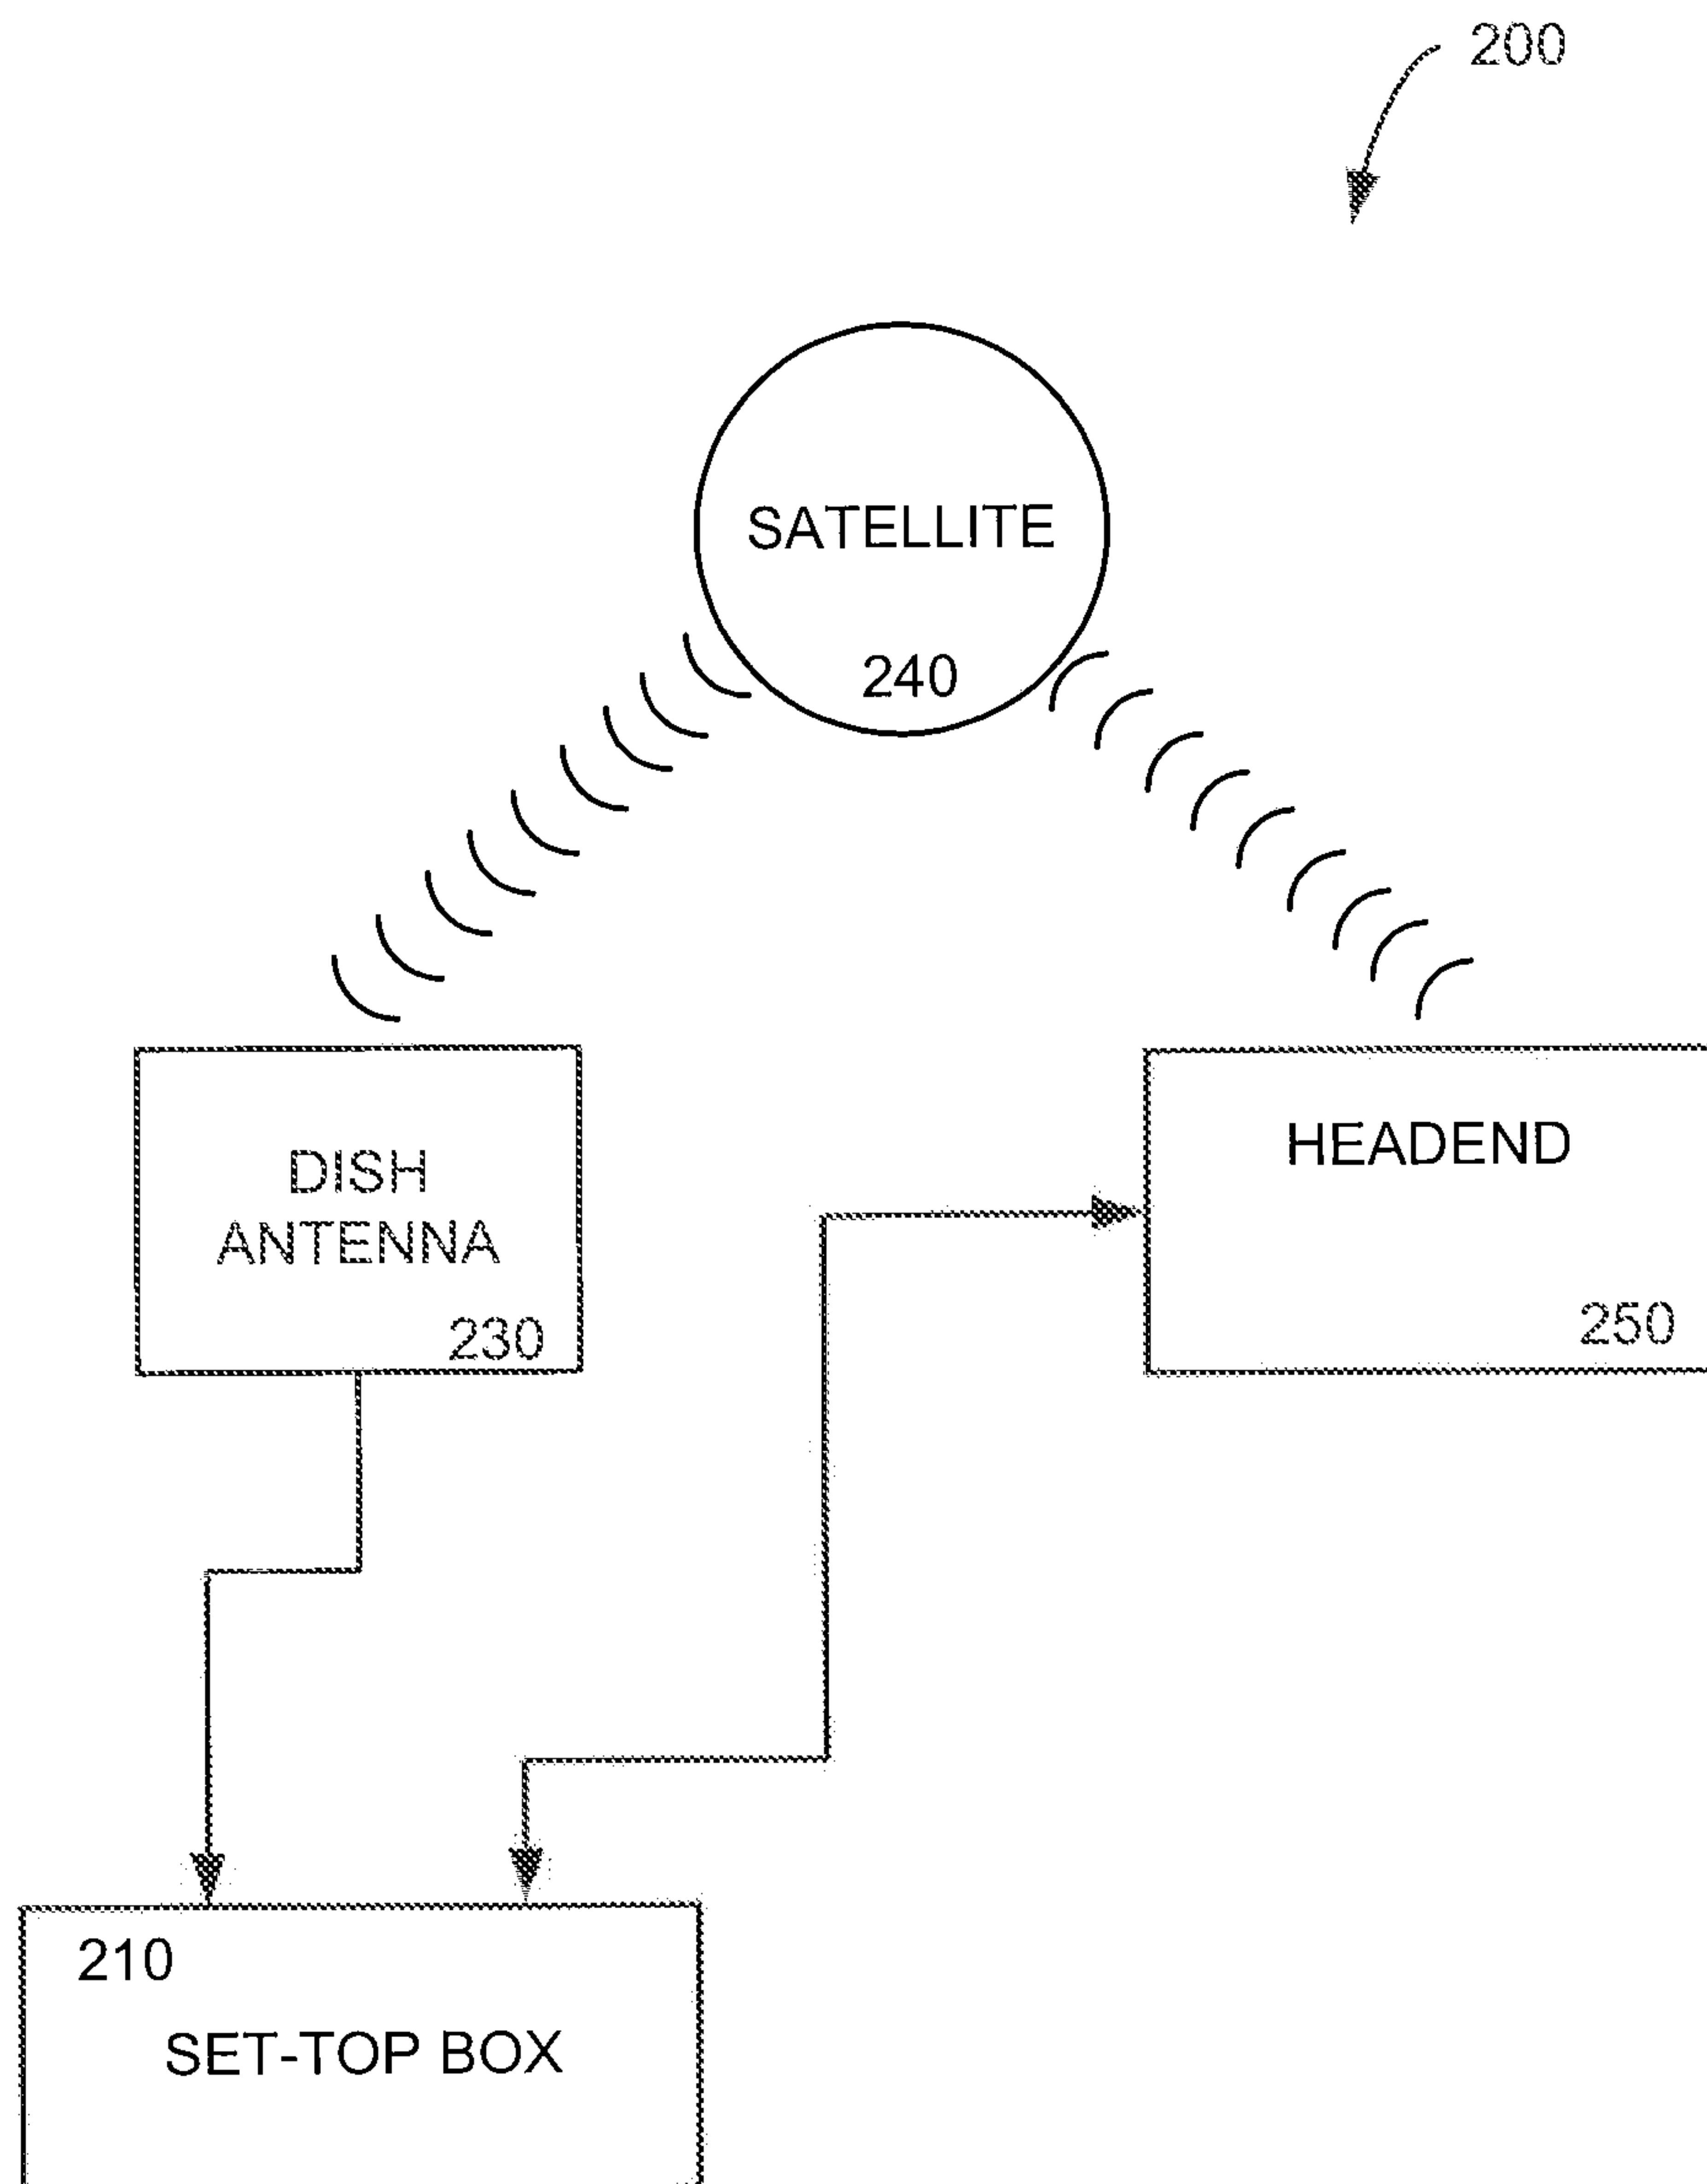 200
SATELLITE
240
DISH
ANTENNA
230
HEADEND
250
210
SET-TOP BOX